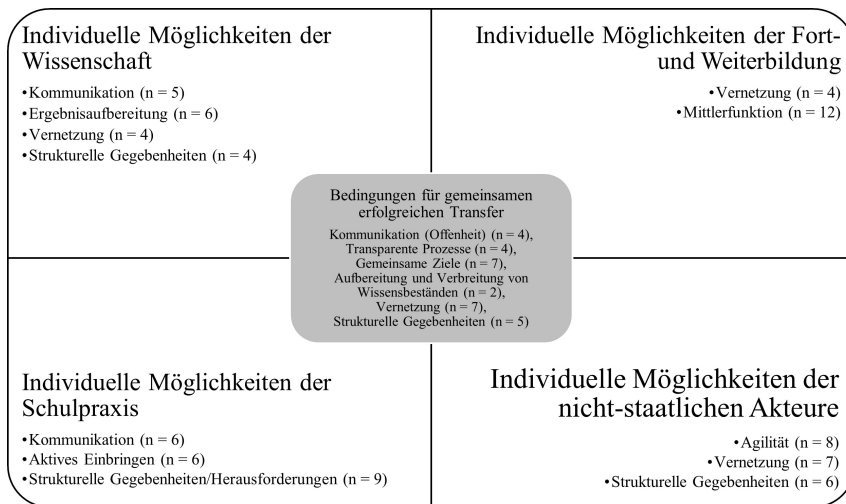 Individuelle Möglichkeiten der
Wissenschaft
•Kommunikation (n = 5)
•Ergebnisaufbereitung (n = 6)
•Vernetzung (n = 4)
•Strukturelle Gegebenheiten (n = 4)
Individuelle Möglichkeiten der Fort-
und Weiterbildung
•Vernetzung (n = 4)
•Mittlerfunktion (n = 12)
Bedingungen für gemeinsamen
erfolgreichen Transfer
Kommunikation (Offenheit) (n = 4),
Transparente Prozesse (n = 4),
Gemeinsame Ziele (n = 7),
Aufbereitung und Verbreitung von
Wissensbeständen (n = 2),
Vernetzung (n = 7),
Strukturelle Gegebenheiten (n = 5)
Individuelle Möglichkeiten der
Schulpraxis
•Kommunikation (n = 6)
•Aktives Einbringen (n = 6)
•Strukturelle Gegebenheiten/Herausforderungen (n = 9)
Individuelle Möglichkeiten der
nicht-staatlichen Akteure
•Agilität (n = 8)
•Vernetzung (n = 7)
•Strukturelle Gegebenheiten (n = 6)